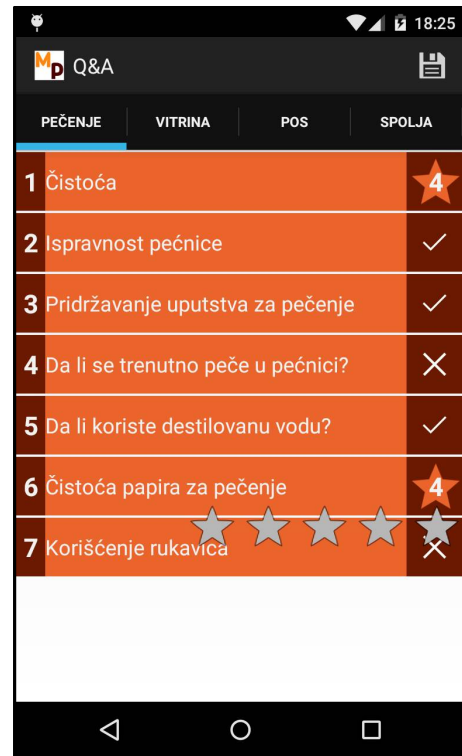 18:25
Mp Q&A
PEČENJE VITRINA POS SPOLJA
1 Čistoća 4
2 Ispravnost pećnice
3 Pridržavanje uputstva za pečenje
4 Da li se trenutno peče u pećnici?
5 Da li koriste destilovanu vodu?
6 Čistoća papira za pečenje 4
7 Korišćenje rukavica